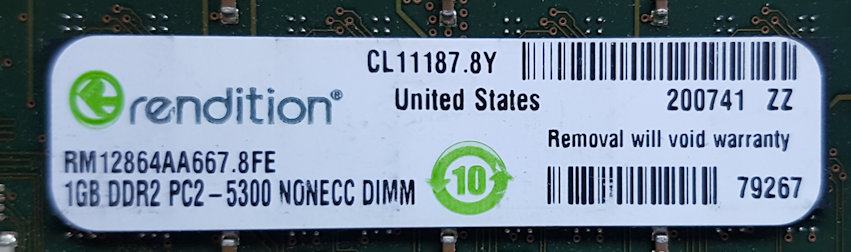 rendition®
CL11187.8Y
United States
200741 ZZ
Removal will void warranty
RM12864AA667.8FE
1GB DDR2 PC2-5300 NONECC DIMM
10
79267